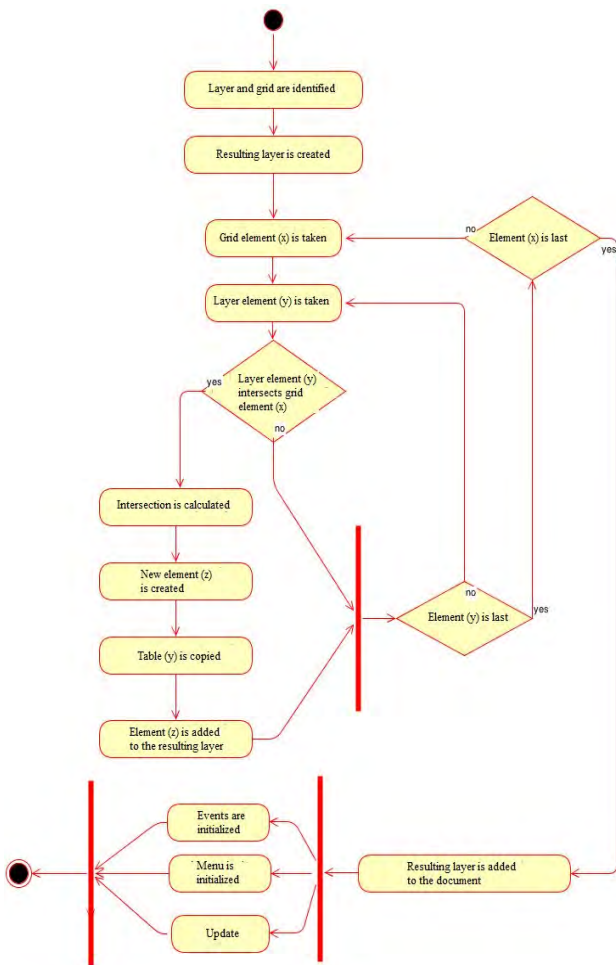 Layer and grid are identified
Resulting layer is created
Grid element (x) is taken
no
Element (x) is last
yes
Layer element (y) is taken
yes
Layer element (y)
intersects grid
element (x)
no
Intersection is calculated
New element (z)
is created
no
Element (y) is last
yes
Table (y) is copied
Element (z) is added
to the resulting layer
Events are
initialized
Menu is
initialized
Resulting layer is added
to the document
Update